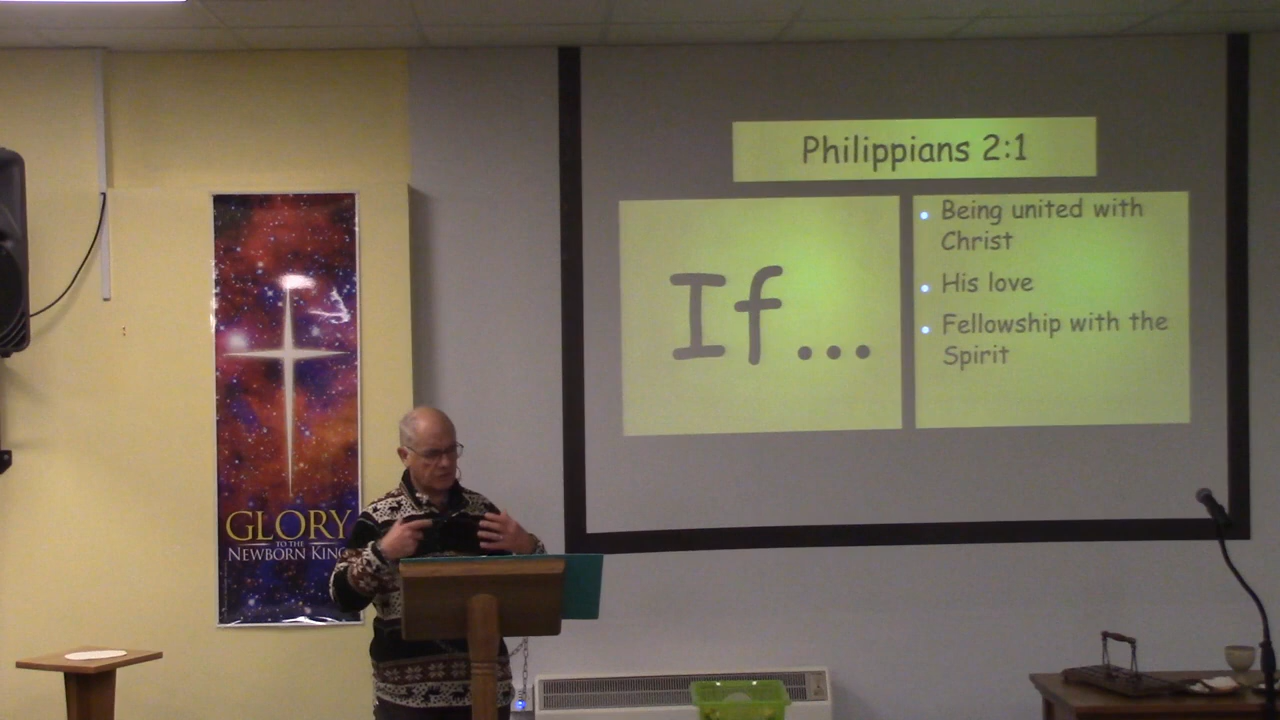 Philippians 2:1
If...
Being united with
Christ
His love
Fellowship with the
Spirit
GLORY
TO THE
NEWBORN KING